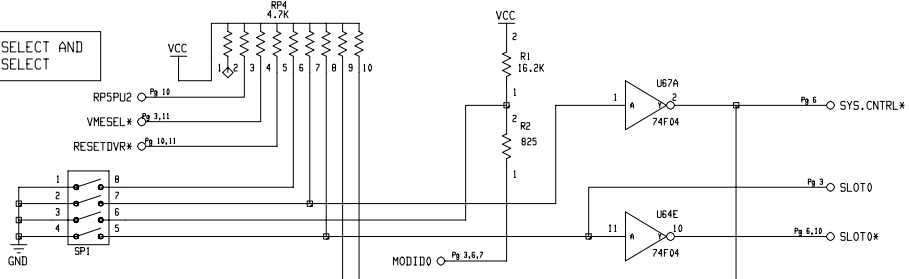 SELECT AND
SELECT
RP4
4.7K
VCC
1 2 3 4 5 6 7 8 9 10
RP5PU2 Pg 10
VMESEL* Pg 3,11
RESETDVR* Pg 10,11
VCC
2
R1
16.2K
1
2
R2
825
1
MODID0 Pg 3,6,7
U67A
1 A Y 2
74F04
Pg 6 SYS.CNTRL*
Pg 3 SLOT0
U64E
11 A Y 10
74F04
Pg 6,10 SLOT0*
1 8
2 7
3 6
4 5
SP1
GND